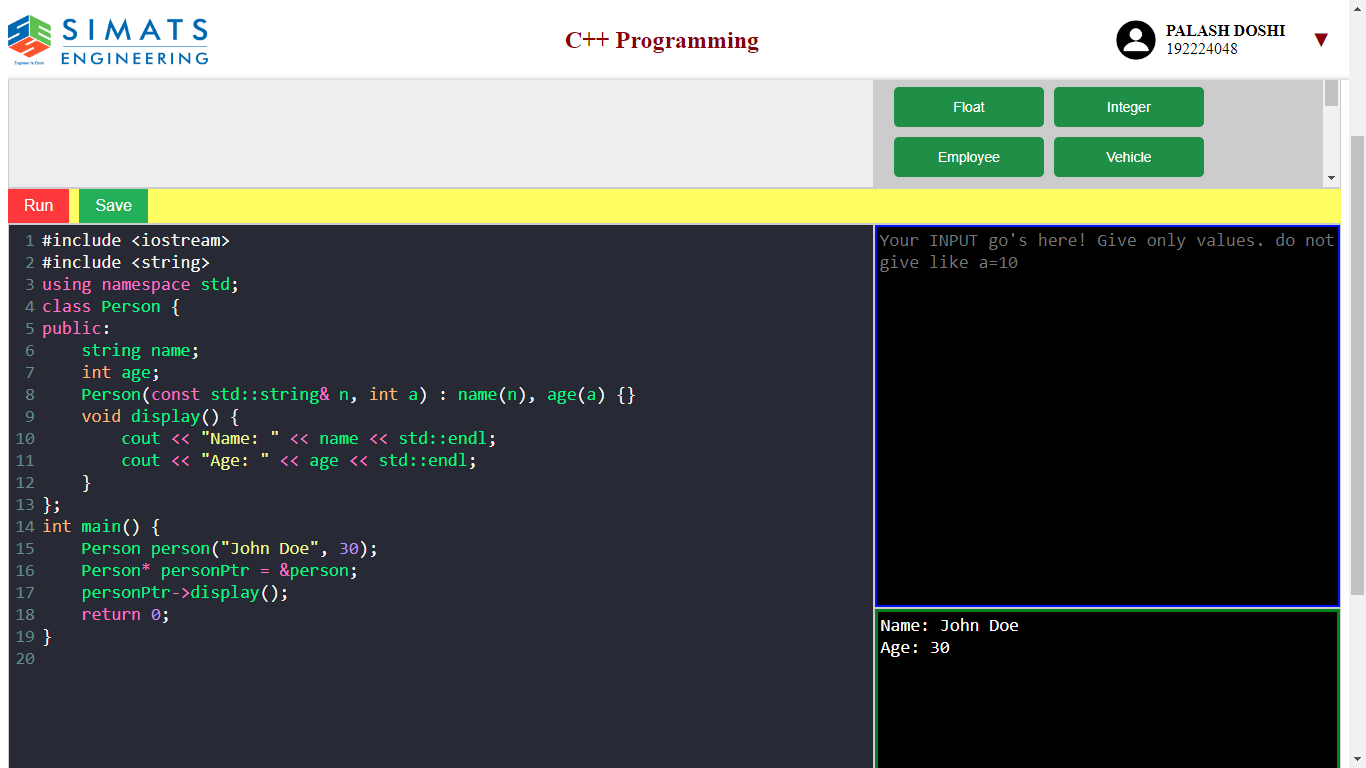 SIMATS
ENGINEERING
Engineer to Excel
C++ Programming
PALASH DOSHI
192224048
▼
Float
Integer
Employee
Vehicle
Run
Save
1 #include <iostream>
2 #include <string>
3 using namespace std;
4 class Person {
5 public:
6     string name;
7     int age;
8     Person(const std::string& n, int a) : name(n), age(a) {}
9     void display() {
10         cout << "Name: " << name << std::endl;
11         cout << "Age: " << age << std::endl;
12     }
13 };
14 int main() {
15     Person person("John Doe", 30);
16     Person* personPtr = &person;
17     personPtr->display();
18     return 0;
19 }
20
Your INPUT go's here! Give only values. do not
give like a=10
Name: John Doe
Age: 30